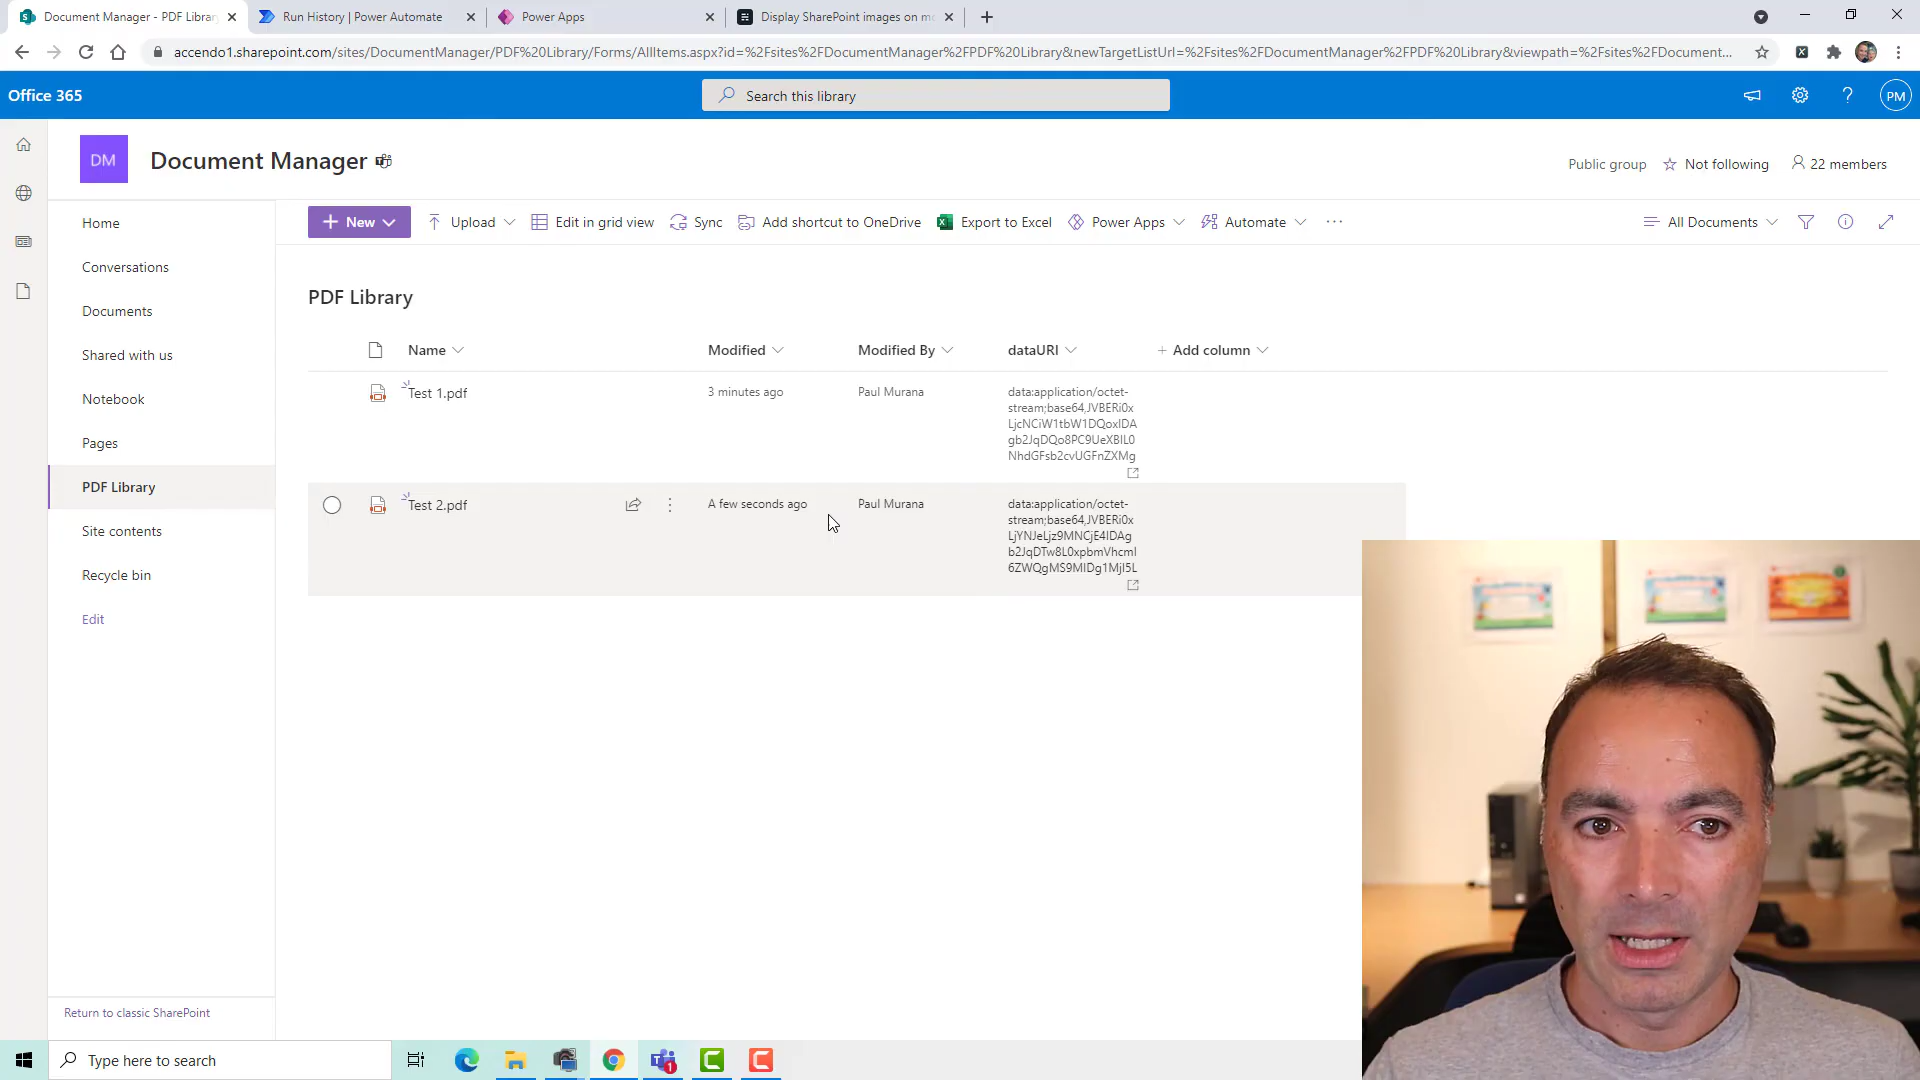 Document Manager - PDF Librar
Run History | Power Automate
Power Apps
Display SharePoint images on m
accendo1.sharepoint.com/sites/DocumentManager/PDF%20Library/Forms/AllItems.aspx?id=%2Fsites%2FDocumentManager%2FPDF%20Library&newTargetListUrl=%2Fsites%2FDocumentManager%2FPDF%20Library&viewpath=%2Fsites%2FDocument...
Office 365
Search this library
PM
DM
Document Manager
Public group
Not following
22 members
Home
Conversations
Documents
Shared with us
Notebook
Pages
PDF Library
Site contents
Recycle bin
Edit
Return to classic SharePoint
+ New
Upload
Edit in grid view
Sync
Add shortcut to OneDrive
Export to Excel
Power Apps
Automate
...
All Documents
PDF Library
Name
Modified
Modified By
dataURI
+ Add column
Test 1.pdf
3 minutes ago
Paul Murana
data:application/octet-
stream;base64,JVBERi0x
LjcNCiW1tbW1DQoxIDA
gb2JqDQo8PC9UeXBlL0
NhdGFsb2cvUGFnZXMg
Test 2.pdf
A few seconds ago
Paul Murana
data:application/octet-
stream;base64,JVBERi0x
LjYNJeLjz9MNCjE4IDAg
b2JqDTw8L0xpbmVhcml
6ZWQgMS9MIDg1MjI5L
Type here to search
1